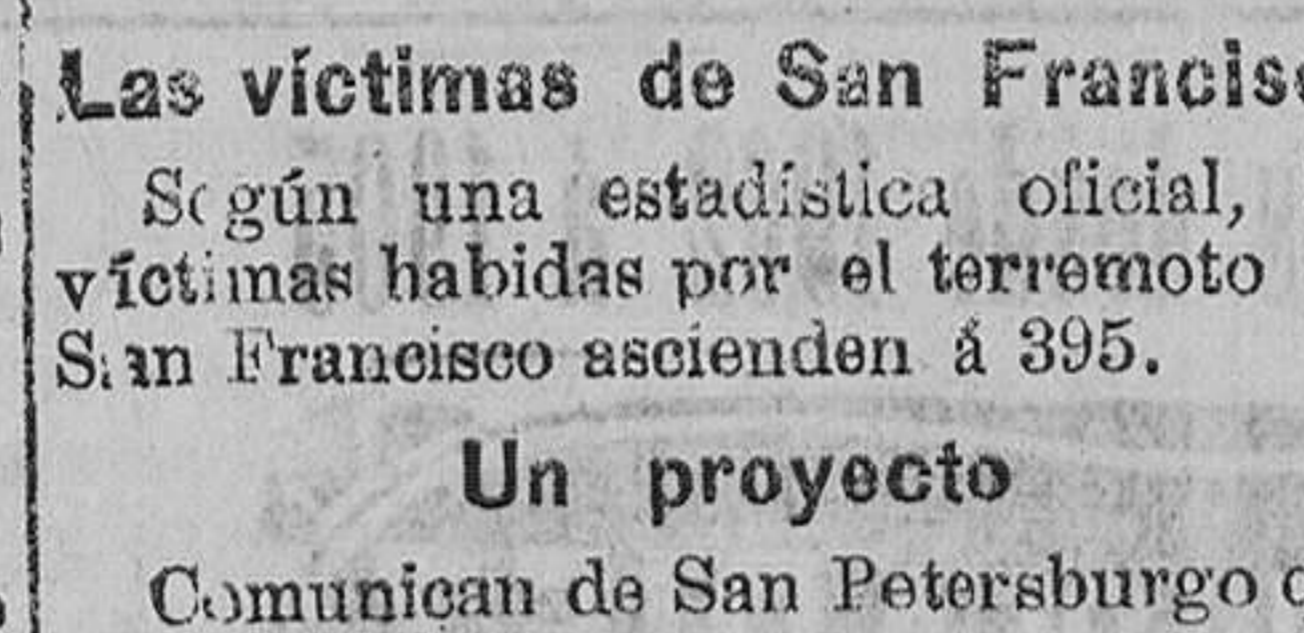 Las víctimas de San Francisc
Según una estadística oficial,
víctimas habidas por el terremoto
San Francisco ascienden á 395.
Un proyecto
Comunican de San Petersburgo